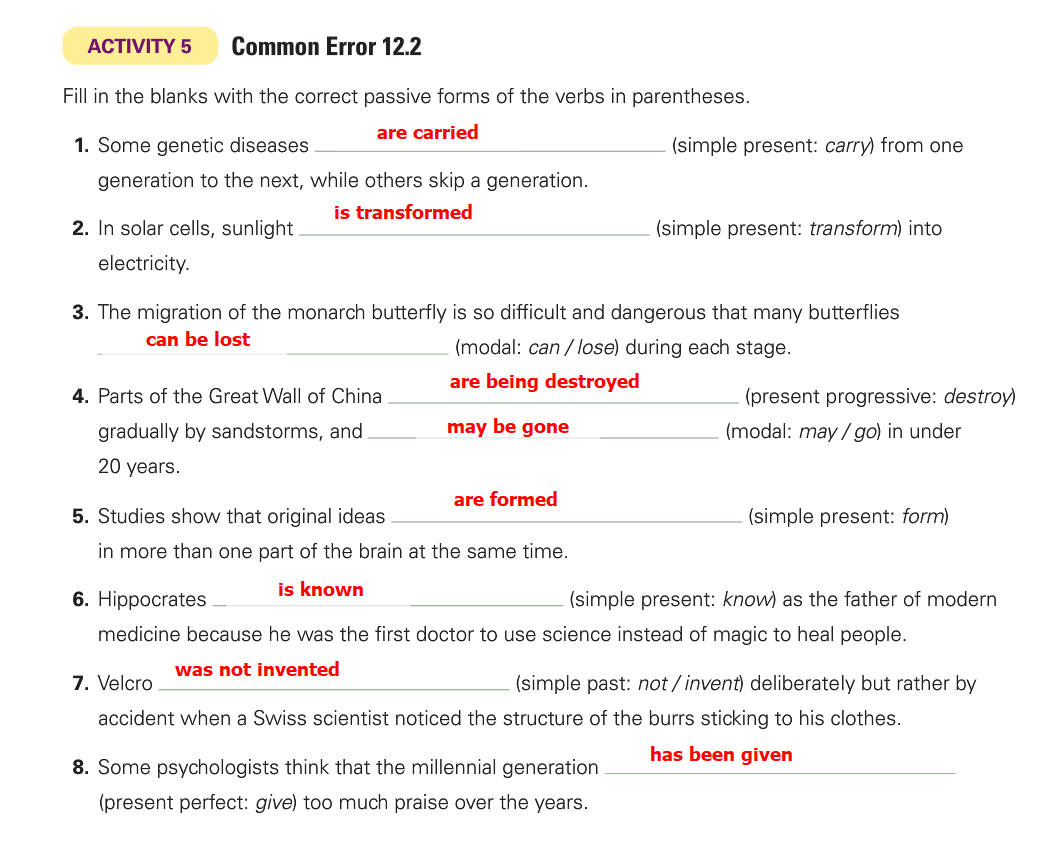 ACTIVITY 5 Common Error 12.2
Fill in the blanks with the correct passive forms of the verbs in parentheses.
1. Some genetic diseases are carried (simple present: carry) from one
generation to the next, while others skip a generation.
2. In solar cells, sunlight is transformed (simple present: transform) into
electricity.
3. The migration of the monarch butterfly is so difficult and dangerous that many butterflies
can be lost (modal: can / lose) during each stage.
4. Parts of the Great Wall of China are being destroyed (present progressive: destroy)
gradually by sandstorms, and may be gone (modal: may / go) in under
20 years.
5. Studies show that original ideas are formed (simple present: form)
in more than one part of the brain at the same time.
6. Hippocrates is known (simple present: know) as the father of modern
medicine because he was the first doctor to use science instead of magic to heal people.
7. Velcro was not invented (simple past: not / invent) deliberately but rather by
accident when a Swiss scientist noticed the structure of the burrs sticking to his clothes.
8. Some psychologists think that the millennial generation has been given
(present perfect: give) too much praise over the years.